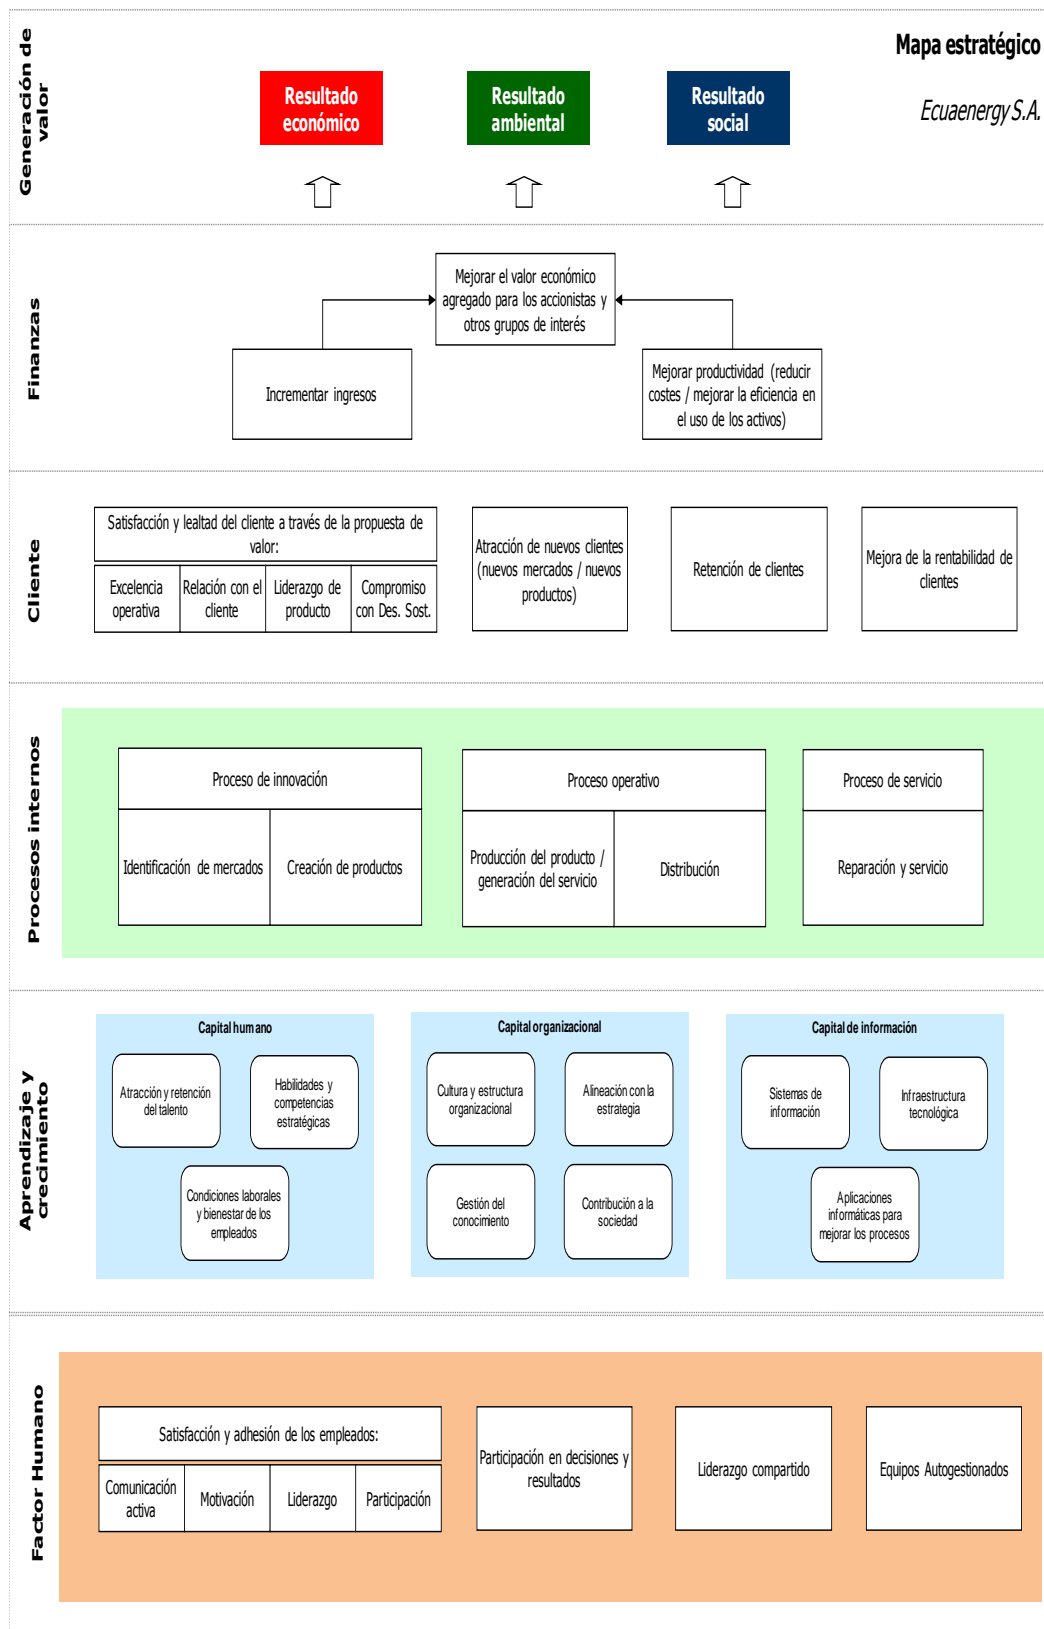 Mapa estratégico
Ecuaenergy S.A.
Generación de
valor
Resultado
económico
Resultado
ambiental
Resultado
social
Finanzas
Mejorar el valor económico
agregado para los accionistas y
otros grupos de interés
Incrementar ingresos
Mejorar productividad (reducir
costes / mejorar la eficiencia en
el uso de los activos)
Cliente
Satisfacción y lealtad del cliente a través de la propuesta de
valor:
Excelencia
operativa
Relación con el
cliente
Liderazgo de
producto
Compromiso
con Des. Sost.
Atracción de nuevos clientes
(nuevos mercados / nuevos
productos)
Retención de clientes
Mejora de la rentabilidad de
clientes
Procesos internos
Proceso de innovación
Identificación de mercados
Creación de productos
Proceso operativo
Producción del producto /
generación del servicio
Distribución
Proceso de servicio
Reparación y servicio
Aprendizaje y
crecimiento
Capital humano
Atracción y retención
del talento
Habilidades y
competencias
estratégicas
Condiciones laborales
y bienestar de los
empleados
Capital organizacional
Cultura y estructura
organizacional
Alineación con la
estrategia
Gestión del
conocimiento
Contribución a la
sociedad
Capital de información
Sistemas de
información
Infraestructura
tecnológica
Aplicaciones
informáticas para
mejorar los procesos
Factor Humano
Satisfacción y adhesión de los empleados:
Comunicación
activa
Motivación
Liderazgo
Participación
Participación en decisiones y
resultados
Liderazgo compartido
Equipos Autogestionados